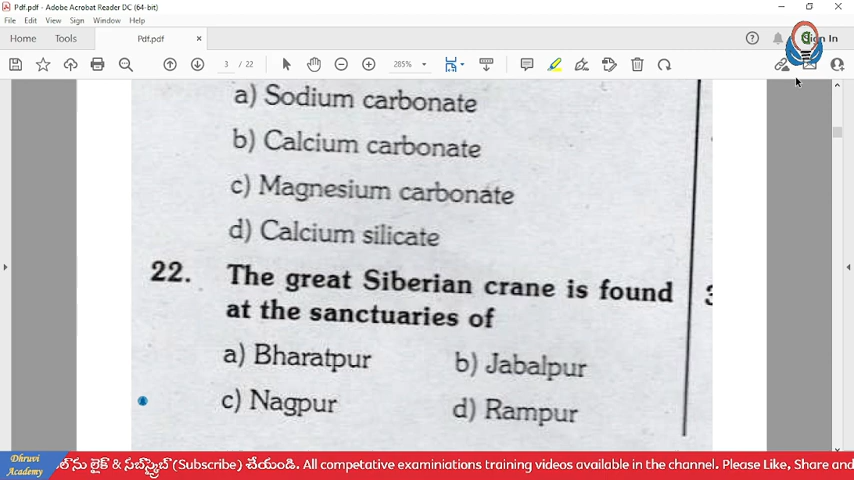 Pdf.pdf - Adobe Acrobat Reader DC (64-bit)
File Edit View Sign Window Help
Home Tools Pdf.pdf × Sign In
3 / 22 285%
a) Sodium carbonate
b) Calcium carbonate
c) Magnesium carbonate
d) Calcium silicate
22. The great Siberian crane is found
at the sanctuaries of
a) Bharatpur b) Jabalpur
c) Nagpur d) Rampur
Dhruvi
Academy
ల్‌ను లైక్ & సబ్‌స్క్రైబ్ (Subscribe) చేయండి. All competative examiniations training videos available in the channel. Please Like, Share and